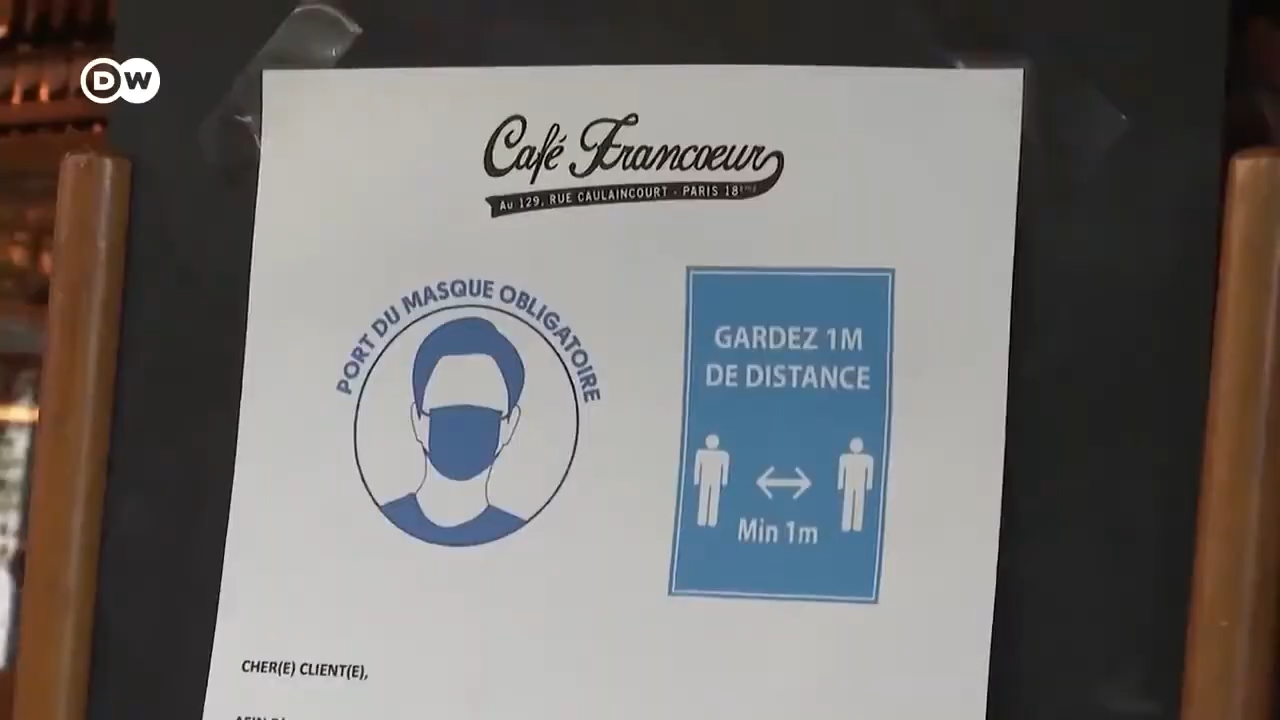 DW
Café Francoeur
Au 129, RUE CAULAINCOURT - PARIS 18ème
PORT DU MASQUE OBLIGATOIRE
GARDEZ 1M
DE DISTANCE
Min 1m
CHER(E) CLIENT(E),